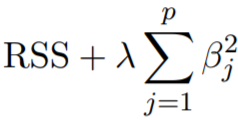 RSS + λ ∑_{j=1}^{p} β_j^2